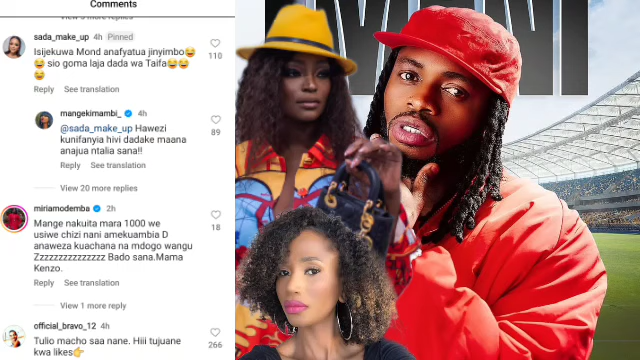 Comments
View 3 more replies
sada_make_up 4h Pinned
Isijekuwa Mond anafyatua jinyimbo😂
😂 sio goma laja dada wa Taifa😂😂
😂
110
Reply See translation
mangekimambi_ 4h
@sada_make_up Hawezi
kunifanyia hivi dadake maana
anajua ntalia sana!!
89
Reply See translation
View 20 more replies
miriamodemba 2h
Mange nakuita mara 1000 we
usiwe chizi nani amekuambia D
anaweza kuachana na mdogo wangu
Zzzzzzzzzzzzzz Bado sana.Mama
Kenzo.
18
Reply See translation
View 1 more reply
official_bravo_12 4h
Tulio macho saa nane. Hiii tujuane
kwa likes👉
266